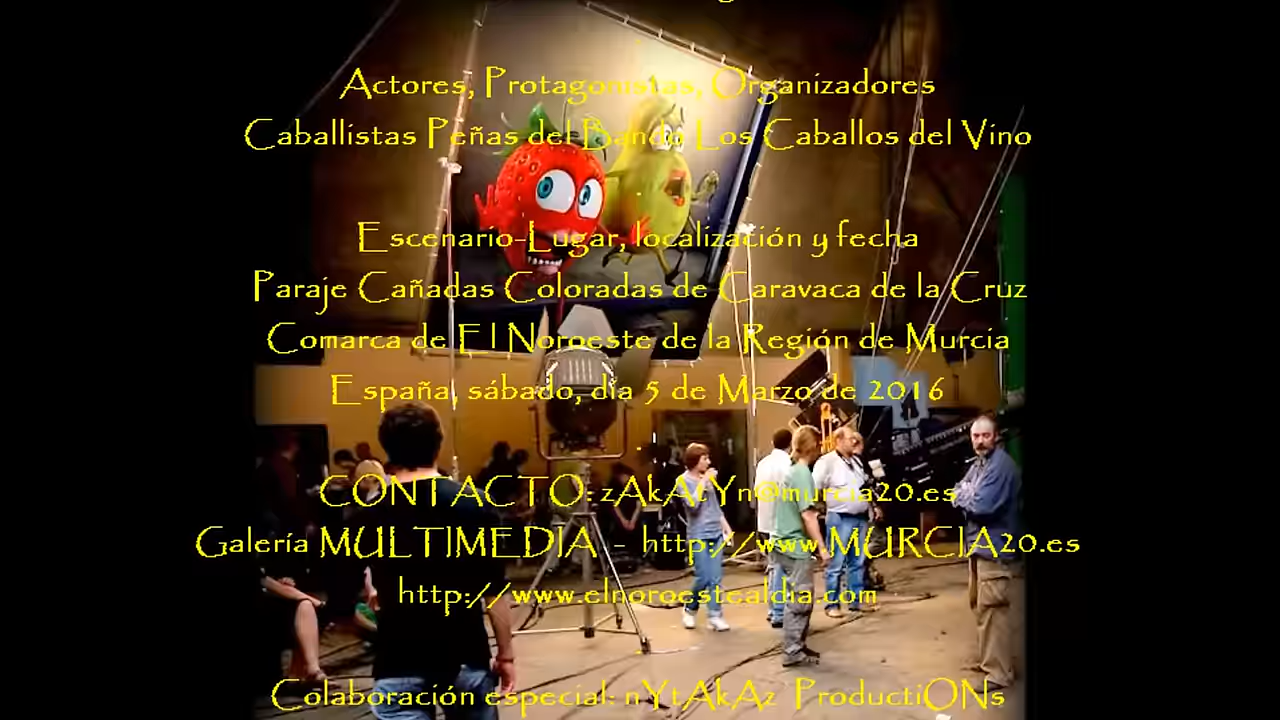 Actores, Protagonistas, Organizadores
Caballistas Peñas del Bando Los Caballos del Vino
.
Escenario-Lugar, localización y fecha
Paraje Cañadas Coloradas de Caravaca de la Cruz
Comarca de El Noroeste de la Región de Murcia
España, sábado, día 5 de Marzo de 2016
.
CONTACTO: zAkAtYn@murcia20.es
Galería MULTIMEDIA - http://www.MURCIA20.es
http://www.elnoroestealdia.com
Colaboración especial: nYtAkAz ProductiONs